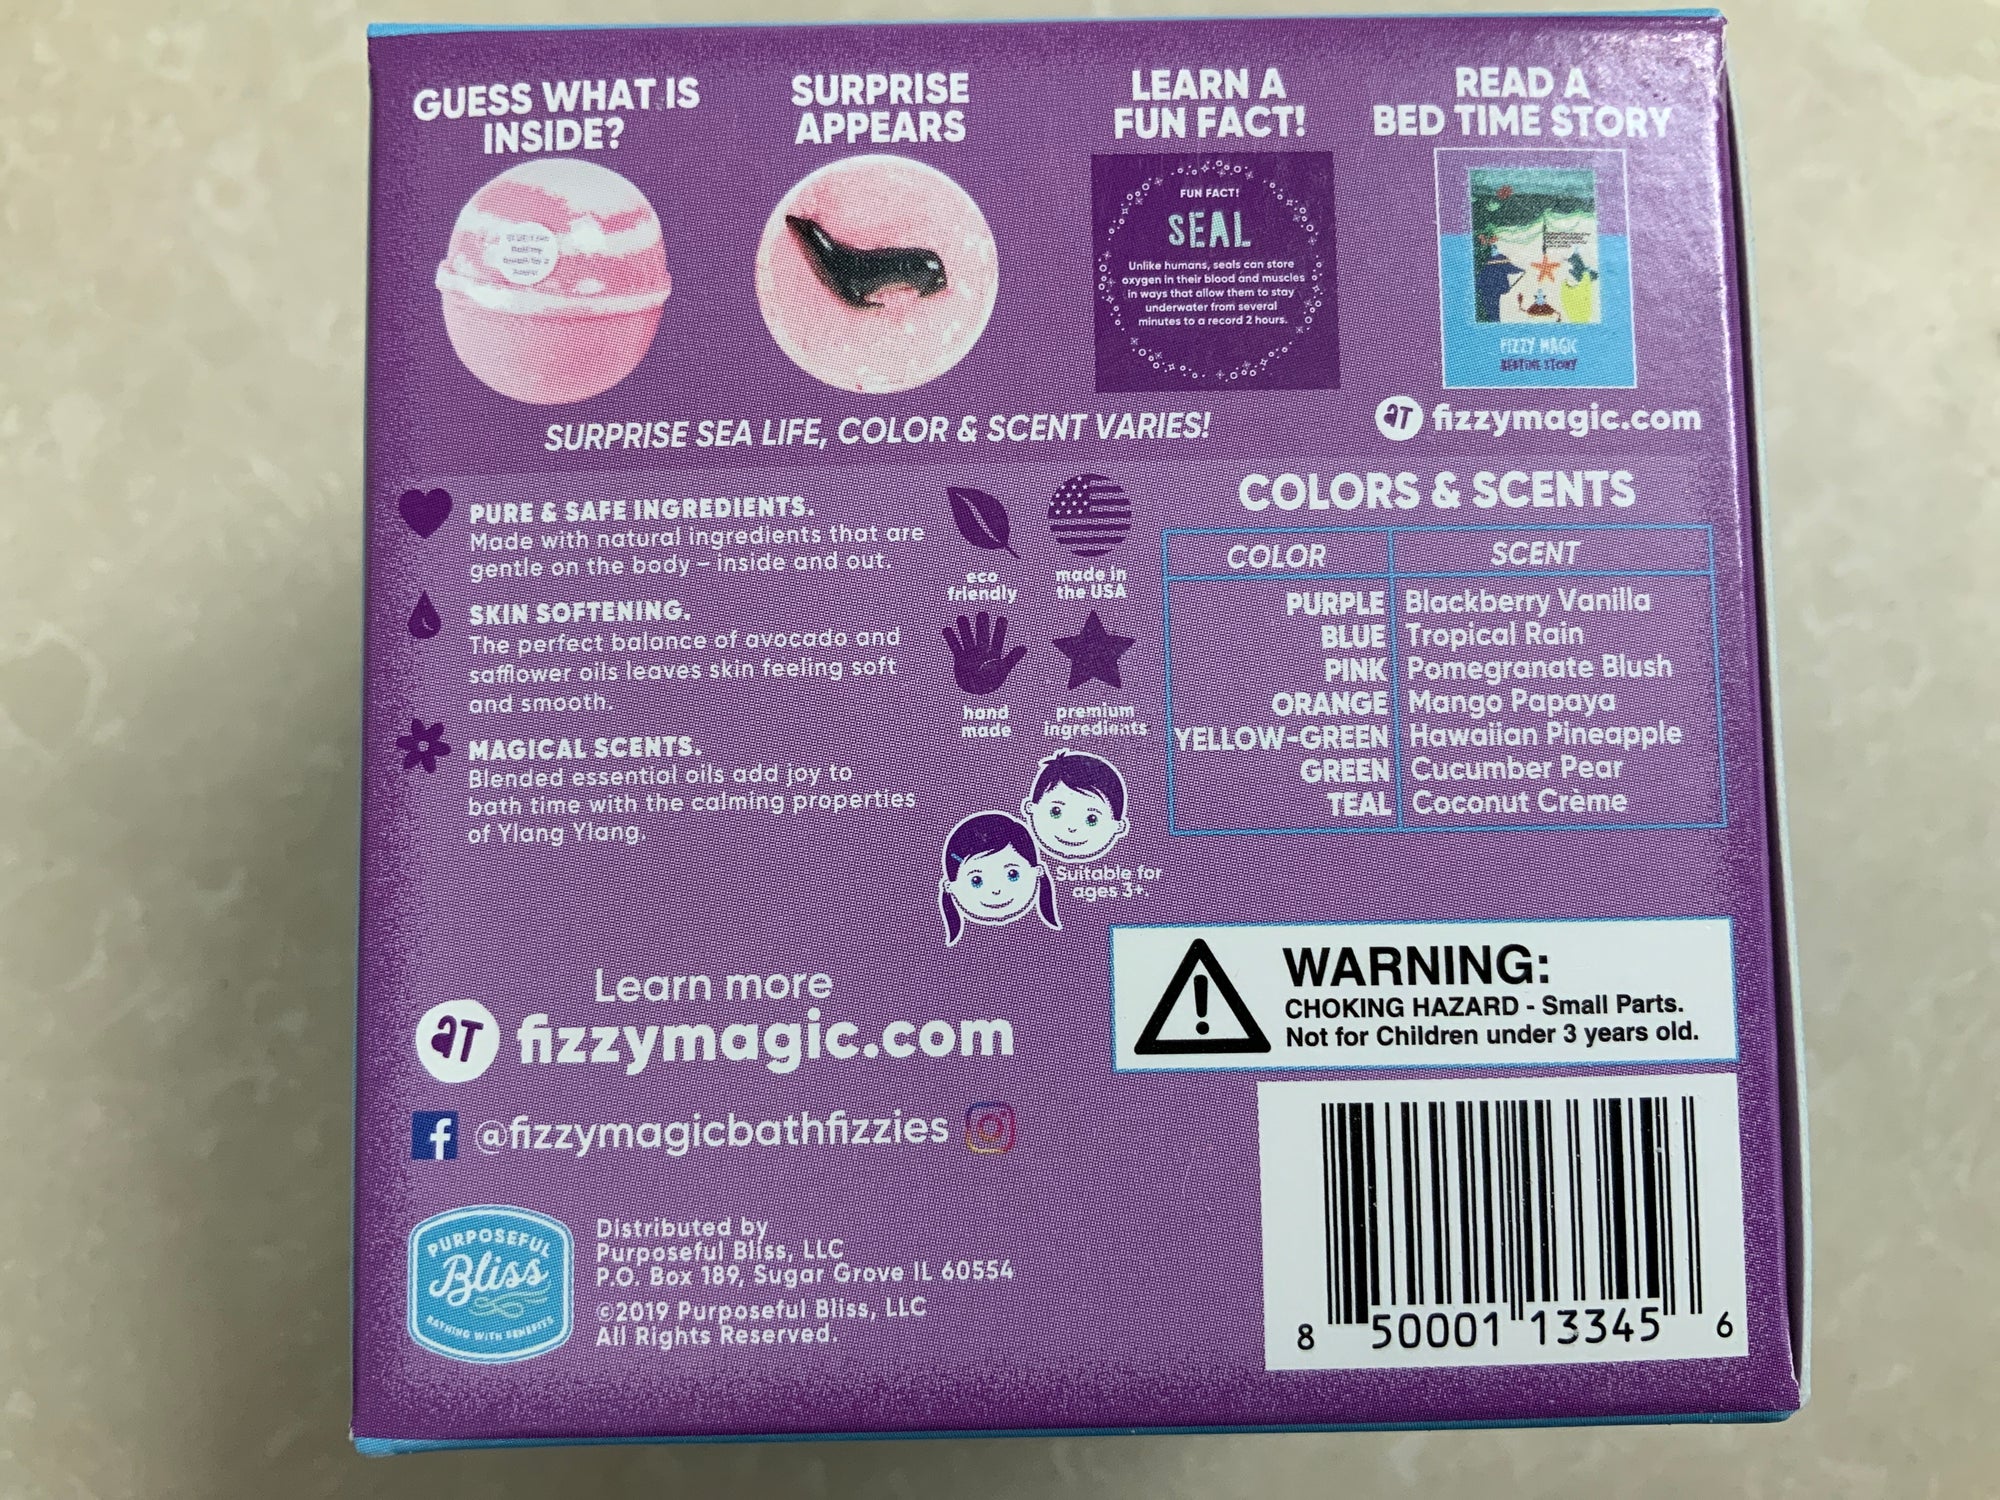 GUESS WHAT IS
INSIDE?
SURPRISE
APPEARS
LEARN A
FUN FACT!
FUN FACT!
SEAL
Unlike humans, seals can store
oxygen in their blood and muscles
in ways that allow them to stay
underwater from several
minutes to a record 2 hours.
READ A
BED TIME STORY
FIZZY MAGIC
BEDTIME STORY
aT fizzymagic.com
SURPRISE SEA LIFE, COLOR & SCENT VARIES!
PURE & SAFE INGREDIENTS.
Made with natural ingredients that are
gentle on the body – inside and out.
SKIN SOFTENING.
The perfect balance of avocado and
safflower oils leaves skin feeling soft
and smooth.
MAGICAL SCENTS.
Blended essential oils add joy to
bath time with the calming properties
of Ylang Ylang.
eco
friendly
made in
the USA
hand
made
premium
ingredients
Suitable for
ages 3+.
COLORS & SCENTS
COLOR SCENT
PURPLE Blackberry Vanilla
BLUE Tropical Rain
PINK Pomegranate Blush
ORANGE Mango Papaya
YELLOW-GREEN Hawaiian Pineapple
GREEN Cucumber Pear
TEAL Coconut Crème
WARNING:
CHOKING HAZARD - Small Parts.
Not for Children under 3 years old.
Learn more
aT fizzymagic.com
f @fizzymagicbathfizzies
PURPOSEFUL
Bliss
BATHING WITH BENEFITS
Distributed by
Purposeful Bliss, LLC
P.O. Box 189, Sugar Grove IL 60554
©2019 Purposeful Bliss, LLC
All Rights Reserved.
8 50001 13345 6